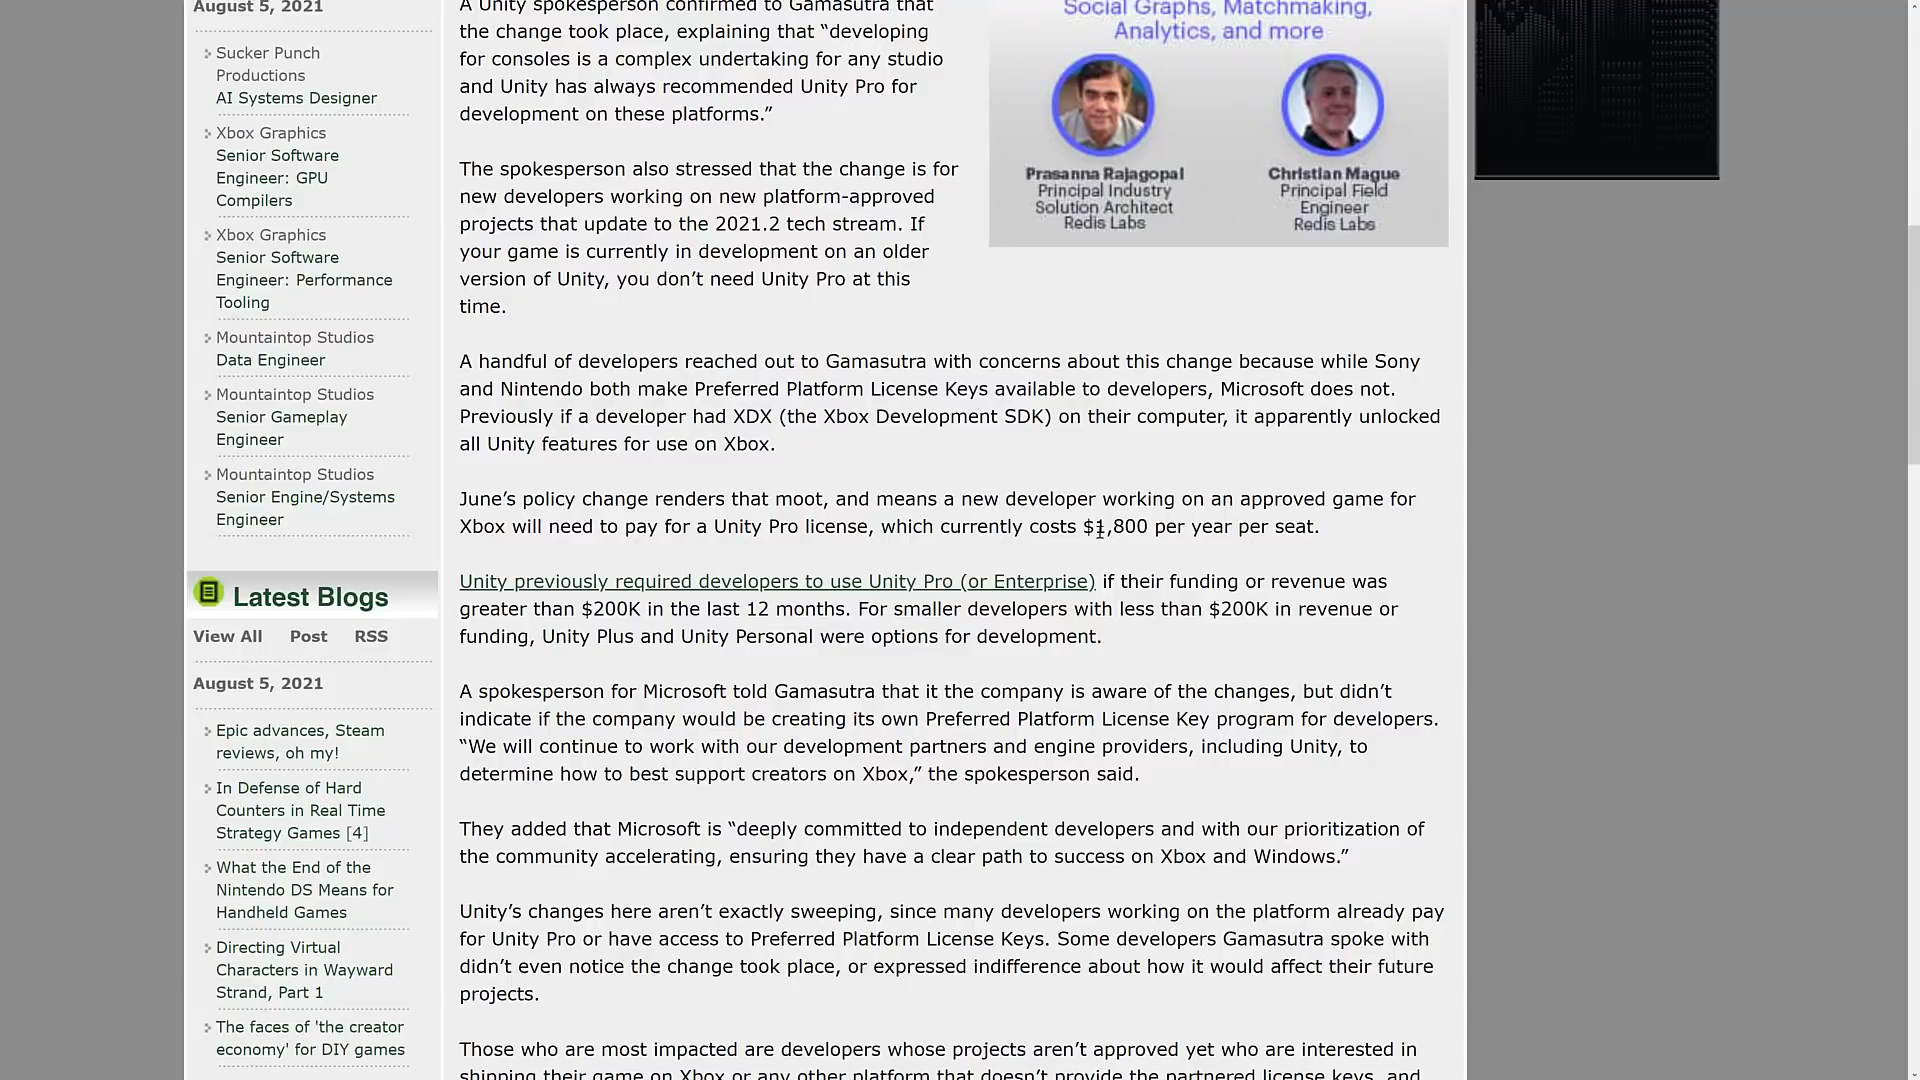 August 5, 2021
Sucker Punch
Productions
AI Systems Designer
Xbox Graphics
Senior Software
Engineer: GPU
Compilers
Xbox Graphics
Senior Software
Engineer: Performance
Tooling
Mountaintop Studios
Data Engineer
Mountaintop Studios
Senior Gameplay
Engineer
Mountaintop Studios
Senior Engine/Systems
Engineer
Latest Blogs
View All Post RSS
August 5, 2021
Epic advances, Steam
reviews, oh my!
In Defense of Hard
Counters in Real Time
Strategy Games [4]
What the End of the
Nintendo DS Means for
Handheld Games
Directing Virtual
Characters in Wayward
Strand, Part 1
The faces of 'the creator
economy' for DIY games
A Unity spokesperson confirmed to Gamasutra that
the change took place, explaining that “developing
for consoles is a complex undertaking for any studio
and Unity has always recommended Unity Pro for
development on these platforms.”
The spokesperson also stressed that the change is for
new developers working on new platform-approved
projects that update to the 2021.2 tech stream. If
your game is currently in development on an older
version of Unity, you don’t need Unity Pro at this
time.
A handful of developers reached out to Gamasutra with concerns about this change because while Sony
and Nintendo both make Preferred Platform License Keys available to developers, Microsoft does not.
Previously if a developer had XDX (the Xbox Development SDK) on their computer, it apparently unlocked
all Unity features for use on Xbox.
June’s policy change renders that moot, and means a new developer working on an approved game for
Xbox will need to pay for a Unity Pro license, which currently costs $1,800 per year per seat.
Unity previously required developers to use Unity Pro (or Enterprise) if their funding or revenue was
greater than $200K in the last 12 months. For smaller developers with less than $200K in revenue or
funding, Unity Plus and Unity Personal were options for development.
A spokesperson for Microsoft told Gamasutra that it the company is aware of the changes, but didn’t
indicate if the company would be creating its own Preferred Platform License Key program for developers.
“We will continue to work with our development partners and engine providers, including Unity, to
determine how to best support creators on Xbox,” the spokesperson said.
They added that Microsoft is “deeply committed to independent developers and with our prioritization of
the community accelerating, ensuring they have a clear path to success on Xbox and Windows.”
Unity’s changes here aren’t exactly sweeping, since many developers working on the platform already pay
for Unity Pro or have access to Preferred Platform License Keys. Some developers Gamasutra spoke with
didn’t even notice the change took place, or expressed indifference about how it would affect their future
projects.
Those who are most impacted are developers whose projects aren’t approved yet who are interested in
shipping their game on Xbox or any other platform that doesn’t provide the partnered license keys, and
Social Graphs, Matchmaking,
Analytics, and more
Prasanna Rajagopal
Principal Industry
Solution Architect
Redis Labs
Christian Mague
Principal Field
Engineer
Redis Labs